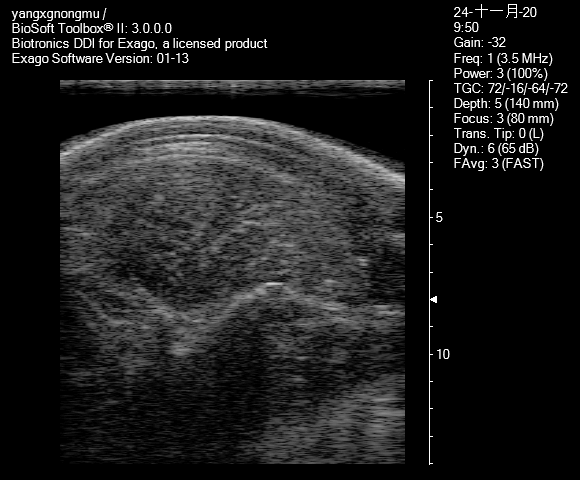 yangxgnongmu /
BioSoft Toolbox® II: 3.0.0.0
Biotronics DDI for Exago, a licensed product
Exago Software Version: 01-13
24-十一月-20
9:50
Gain: -32
Freq: 1 (3.5 MHz)
Power: 3 (100%)
TGC: 72/-16/-64/-72
Depth: 5 (140 mm)
Focus: 3 (80 mm)
Trans. Tip: 0 (L)
Dyn.: 6 (65 dB)
FAvg: 3 (FAST)
5
10